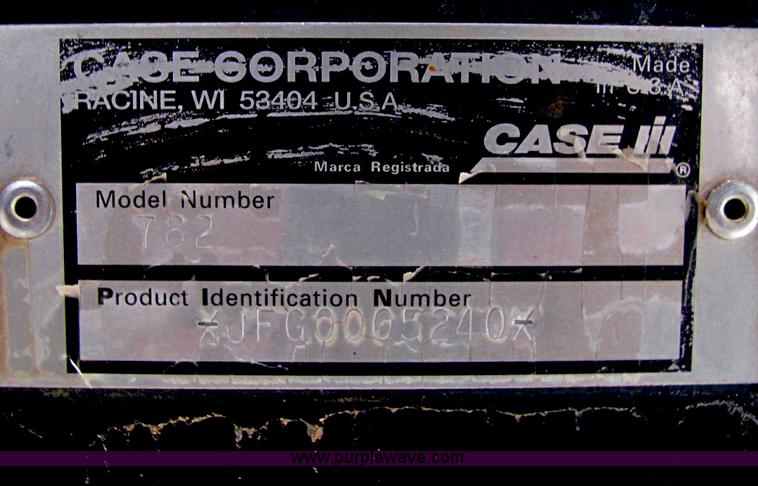 CASE CORPORATION
Made
RACINE, WI 53404 U.S.A.
in U.S.A.
CASE IH
Marca Registrada
®
Model Number
782
Product Identification Number
*JFG0005240*
www.purplewave.com